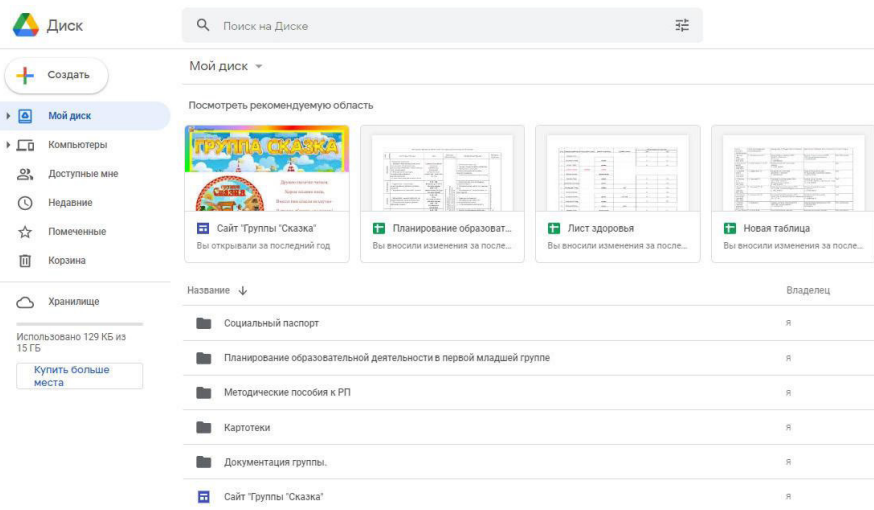 Диск
Поиск на Диске
Создать
Мой диск
Компьютеры
Доступные мне
Недавние
Помеченные
Корзина
Хранилище
Использовано 129 КБ из
15 ГБ
Купить больше
места
Мой диск
Посмотреть рекомендуемую область
ГРУППА СКАЗКА
Сказка
Сайт "Группы "Сказка"
Вы открывали за последний год
Планирование образоват...
Вы вносили изменения за после...
Лист здоровья
Вы вносили изменения за после...
Новая таблица
Вы вносили изменения за после...
Название Владелец
Социальный паспорт я
Планирование образовательной деятельности в первой младшей группе я
Методические пособия к РП я
Картотеки я
Документация группы. я
Сайт "Группы "Сказка" я